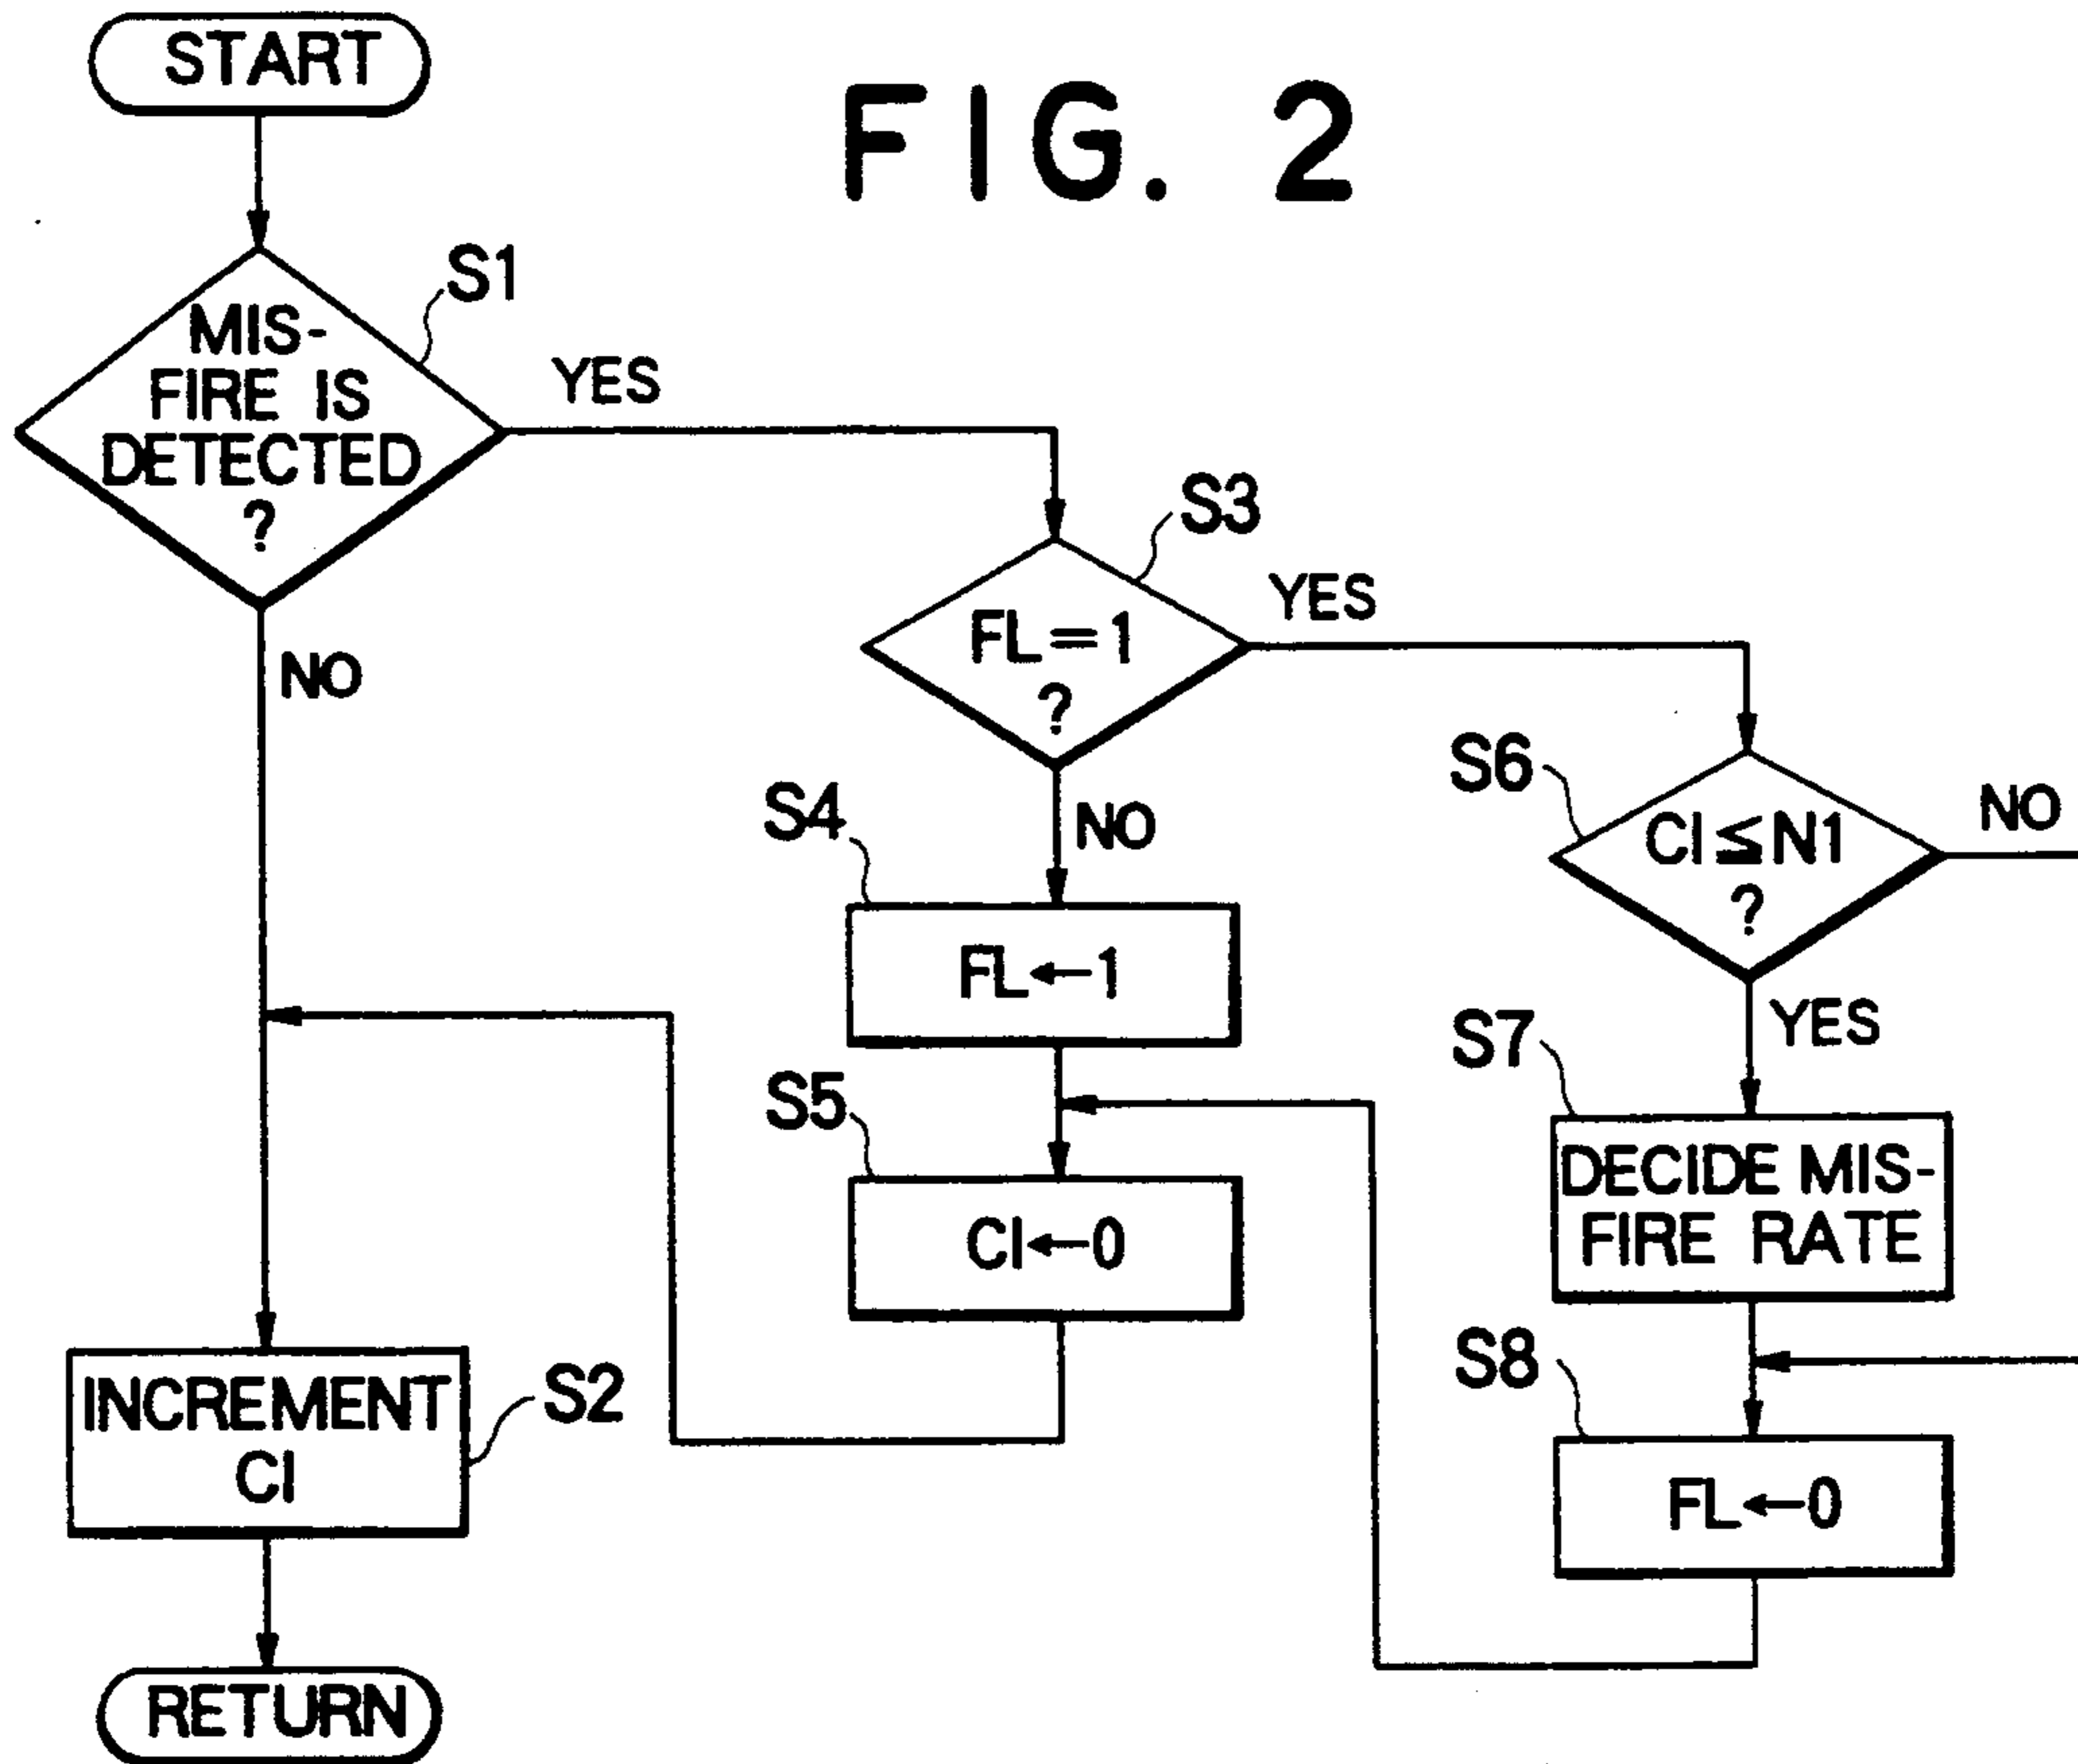 START
FIG. 2
S1
MIS-
FIRE IS
DETECTED
?
YES
NO
S3
FL=1
?
YES
NO
S4
FL←1
S5
CI←0
S6
CI≦N1
?
NO
YES
S7
DECIDE MIS-
FIRE RATE
S8
FL←0
INCREMENT
CI
S2
RETURN